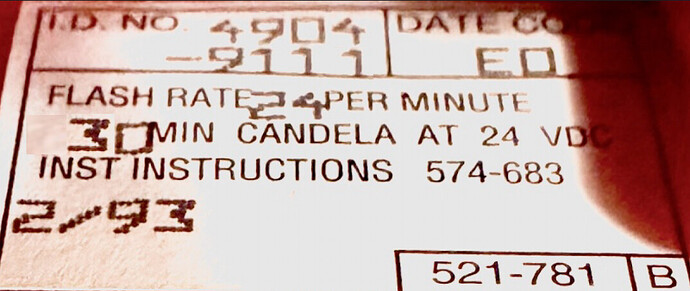 I.D. NO. 4904 DATE CO
-9111 ED
FLASH RATE 24 PER MINUTE
30 MIN CANDELA AT 24 VDC
INST INSTRUCTIONS 574-683
2/93
521-781 B